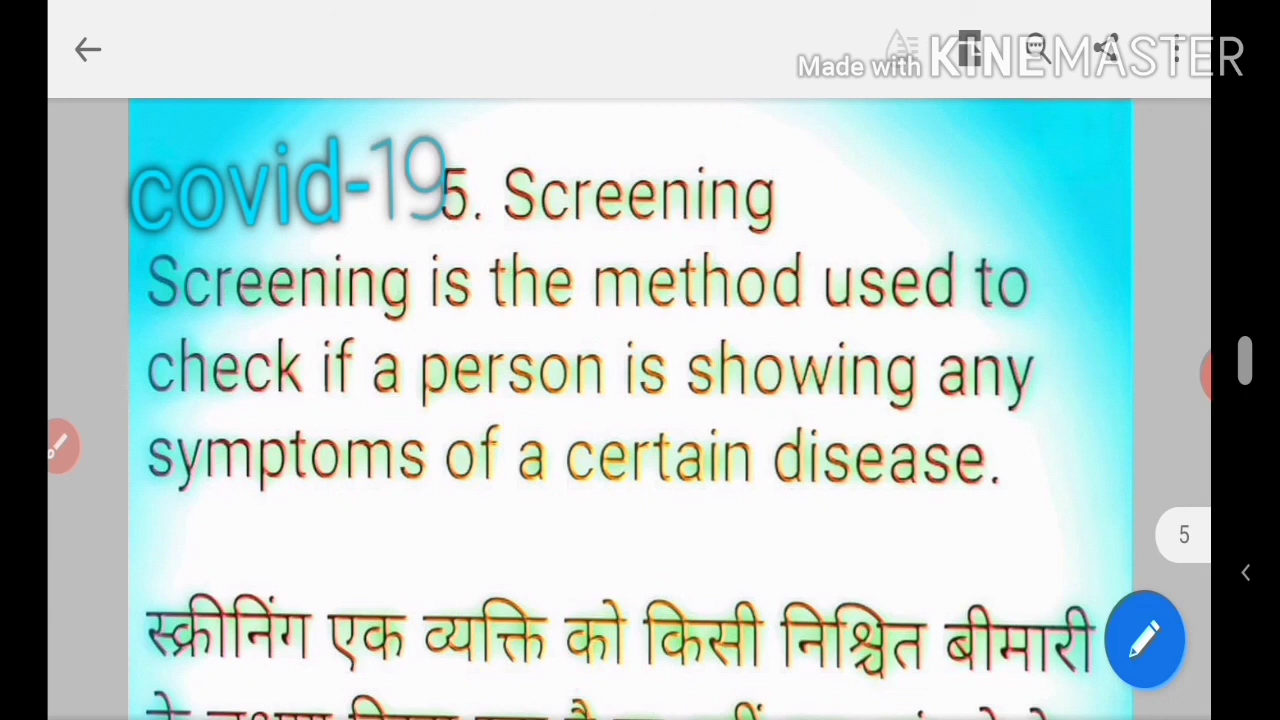 Made with KINEMASTER
covid-19
5. Screening
Screening is the method used to
check if a person is showing any
symptoms of a certain disease.
5
स्क्रीनिंग एक व्यक्ति को किसी निश्चित बीमारी